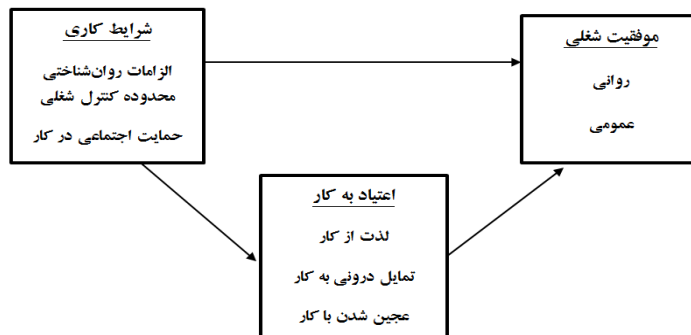 شرایط کاری
الزامات روان‌شناختی
محدوده کنترل شغلی
حمایت اجتماعی در کار
موفقیت شغلی
روانی
عمومی
اعتیاد به کار
لذت از کار
تمایل درونی به کار
عجین شدن با کار